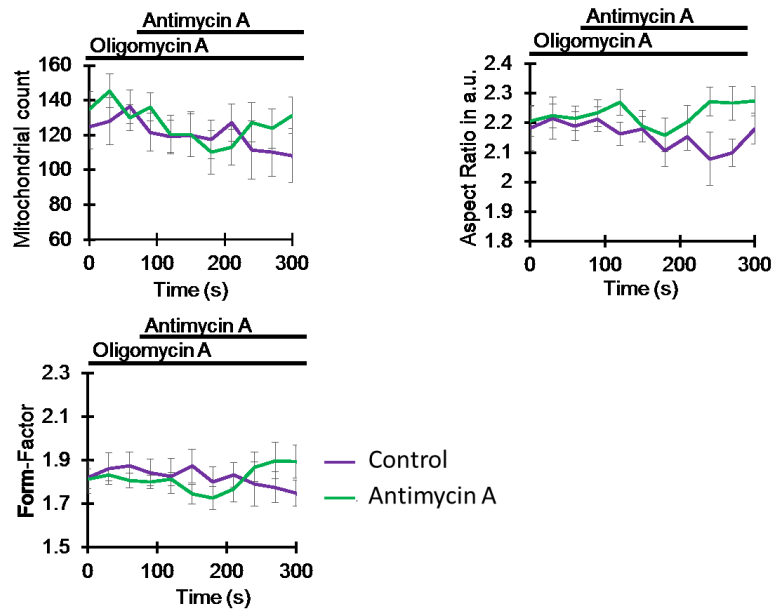 Antimycin A
Oligomycin A
160
140
120
100
80
60
Mitochondrial count
0
100
200
300
Time (s)
Antimycin A
Oligomycin A
2.4
2.3
2.2
2.1
2
1.9
1.8
Aspect Ratio in a.u.
0
100
200
300
Time (s)
Antimycin A
Oligomycin A
2.3
2.1
1.9
1.7
1.5
Form-Factor
0
100
200
300
Time (s)
Control
Antimycin A